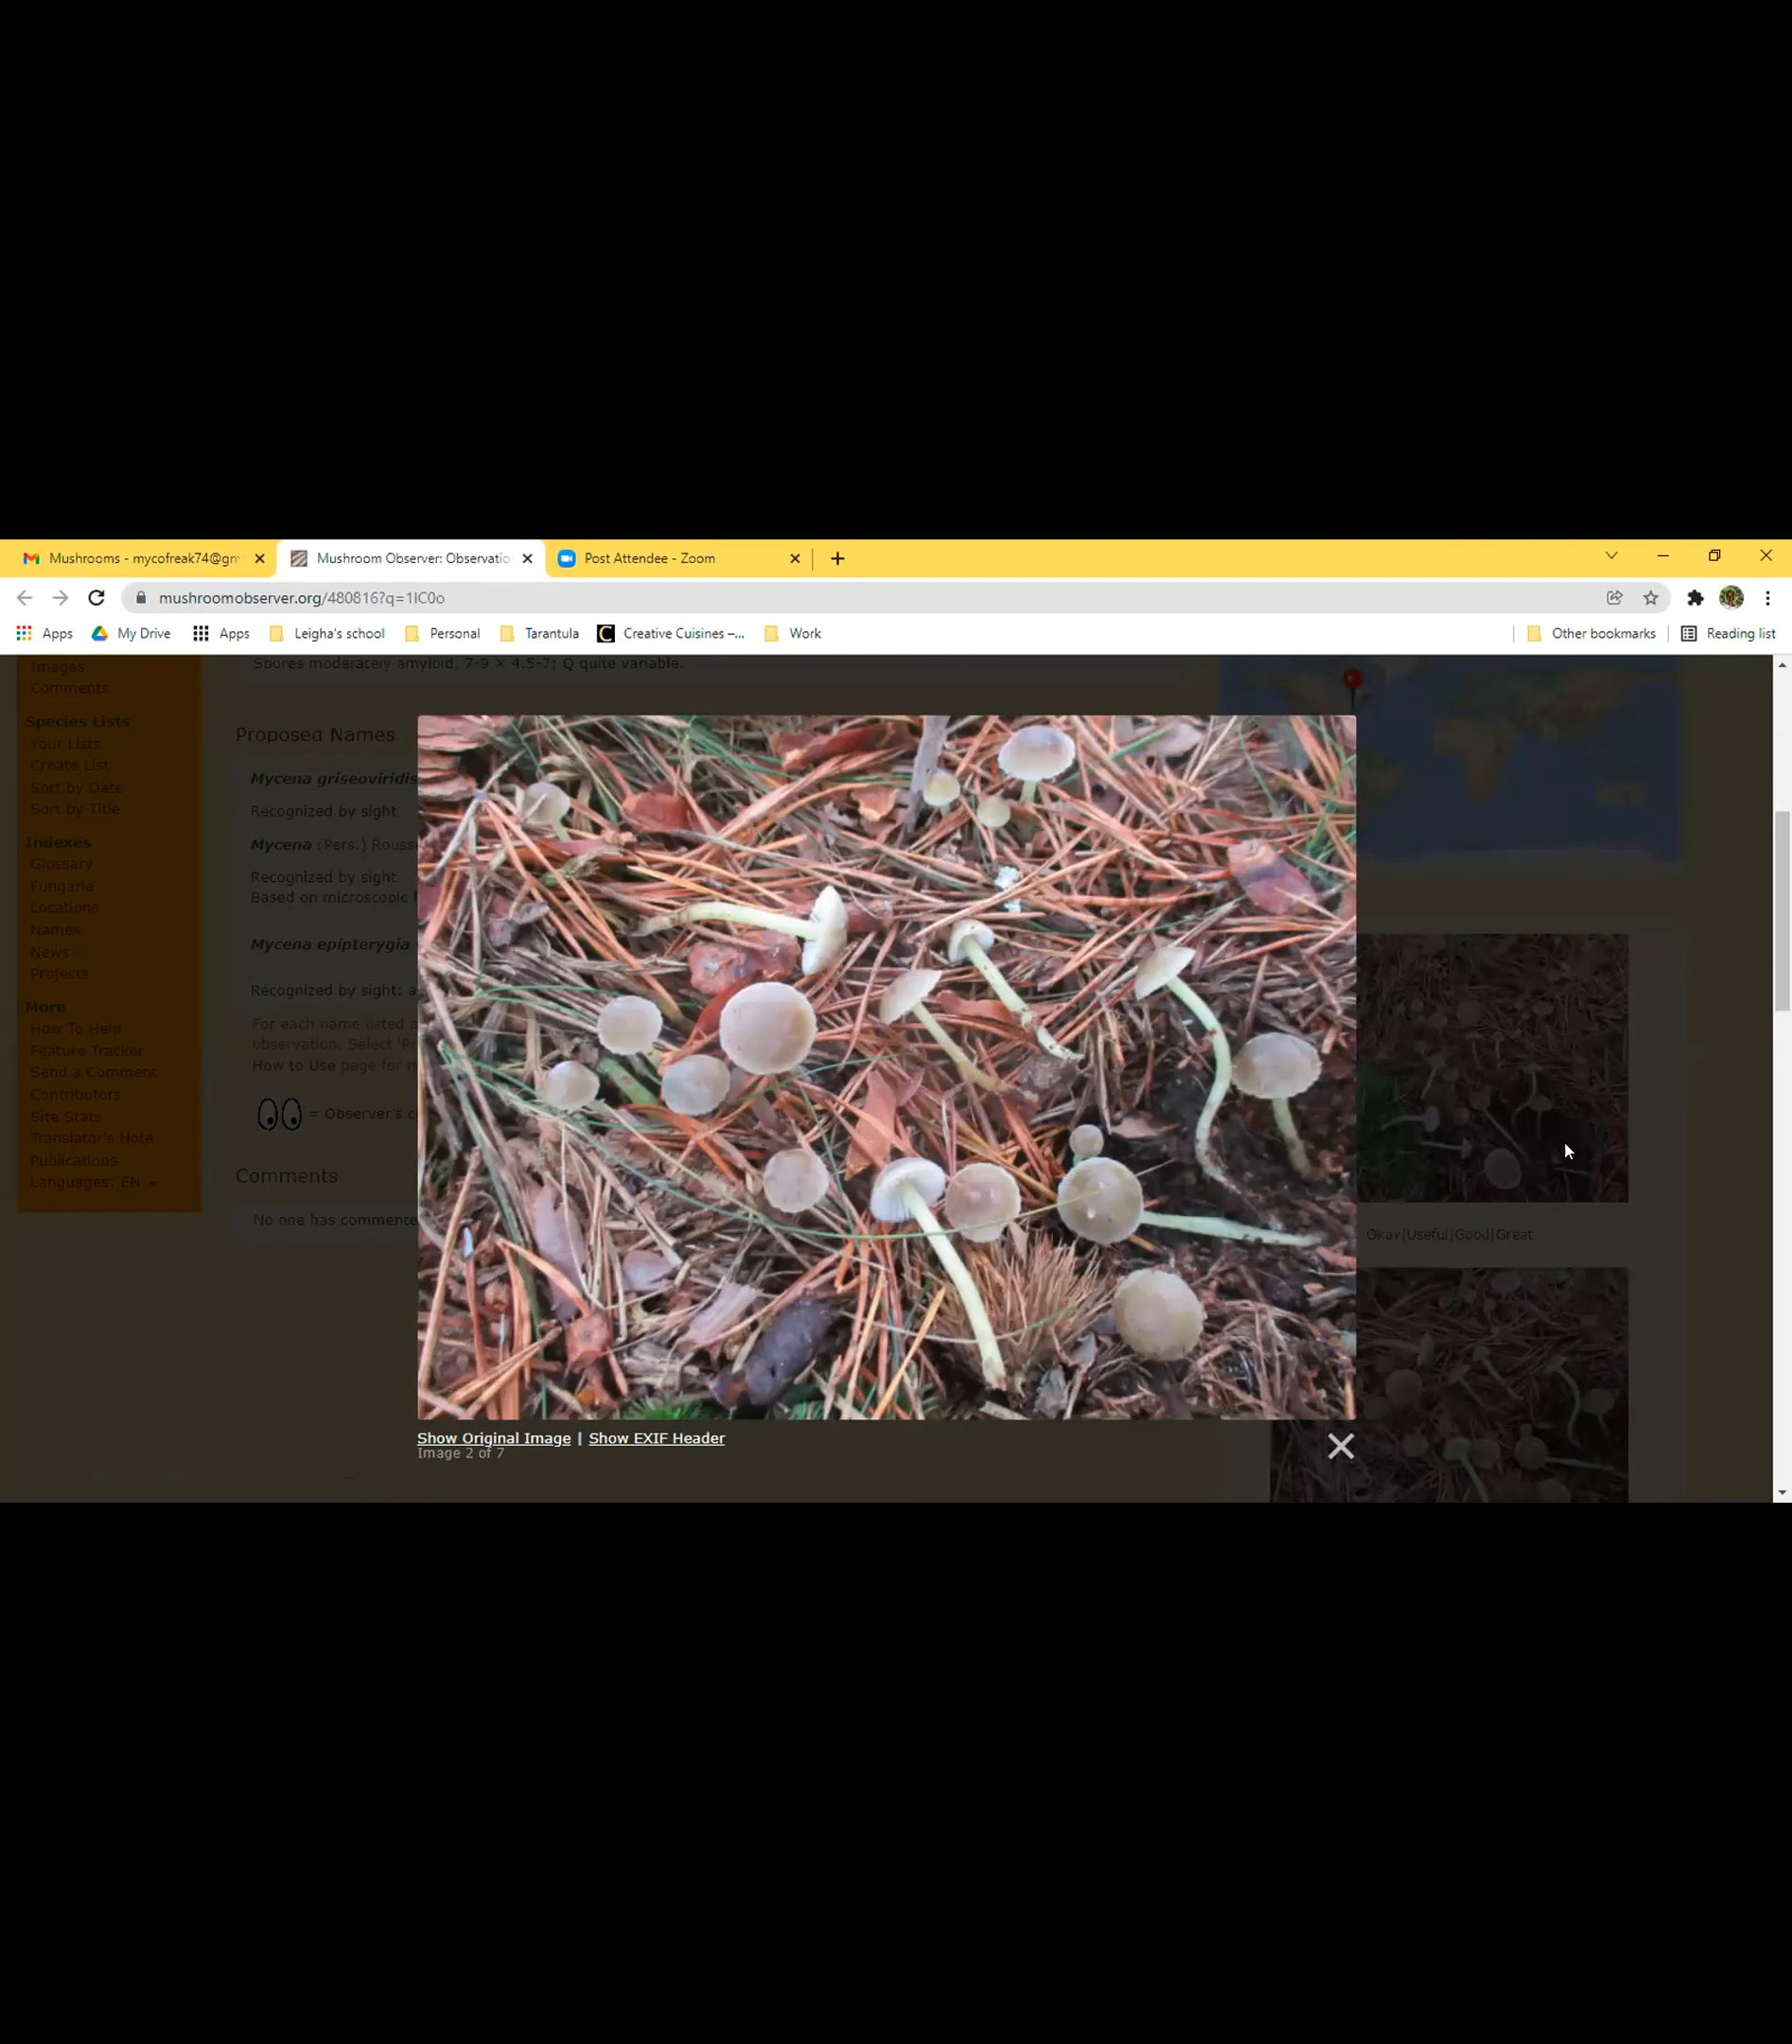 Mushrooms - mycofreak74@gm
Mushroom Observer: Observatio
Post Attendee - Zoom
mushroomobserver.org/480816?q=1lC0o
Apps
My Drive
Apps
Leigha's school
Personal
Tarantula
Creative Cuisines –...
Work
Other bookmarks
Reading list
Images
Comments
Species Lists
Your Lists
Create List
Sort by Date
Sort by Title
Indexes
Glossary
Fungaria
Locations
Names
News
Projects
More
How To Help
Feature Tracker
Send a Comment
Contributors
Site Stats
Translator's Note
Publications
Languages: EN
Spores moderately amyloid, 7-9 × 4.5-7; Q quite variable.
Proposed Names
Mycena griseoviridis
Recognized by sight
Mycena (Pers.) Rouss
Recognized by sight
Based on microscopic
Mycena epipterygia
Recognized by sight: a
For each name listed a
observation. Select 'Pr
How to Use page for m
= Observer's c
Comments
No one has commente
Okay|Useful|Good|Great
Show Original Image | Show EXIF Header
Image 2 of 7